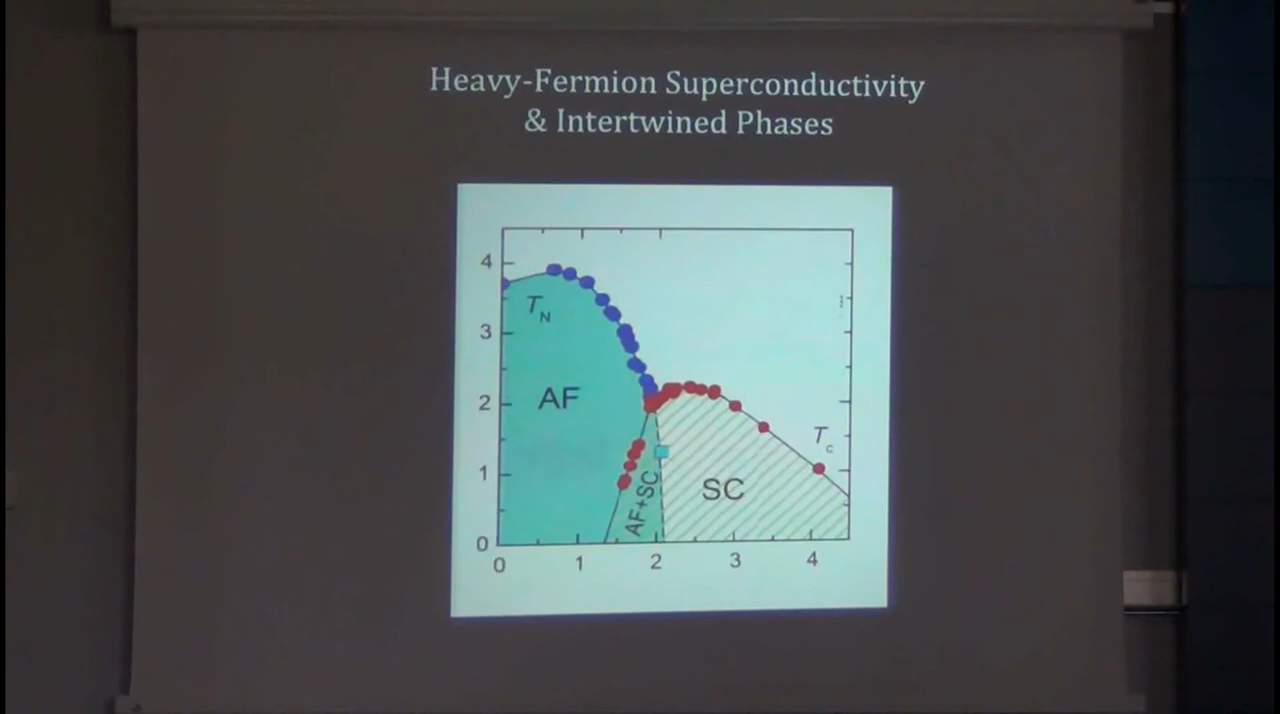 Heavy-Fermion Superconductivity
& Intertwined Phases
4
3
2
1
0
T_N
AF
AF+SC
SC
T_c
0 1 2 3 4